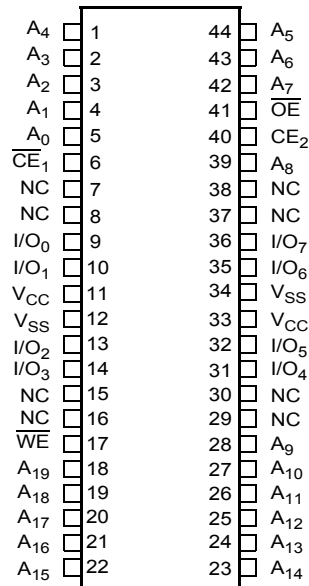 A4 1 44 A5
A3 2 43 A6
A2 3 42 A7
A1 4 41 OE
A0 5 40 CE2
CE1 6 39 A8
NC 7 38 NC
NC 8 37 NC
I/O0 9 36 I/O7
I/O1 10 35 I/O6
VCC 11 34 VSS
VSS 12 33 VCC
I/O2 13 32 I/O5
I/O3 14 31 I/O4
NC 15 30 NC
NC 16 29 NC
WE 17 28 A9
A19 18 27 A10
A18 19 26 A11
A17 20 25 A12
A16 21 24 A13
A15 22 23 A14